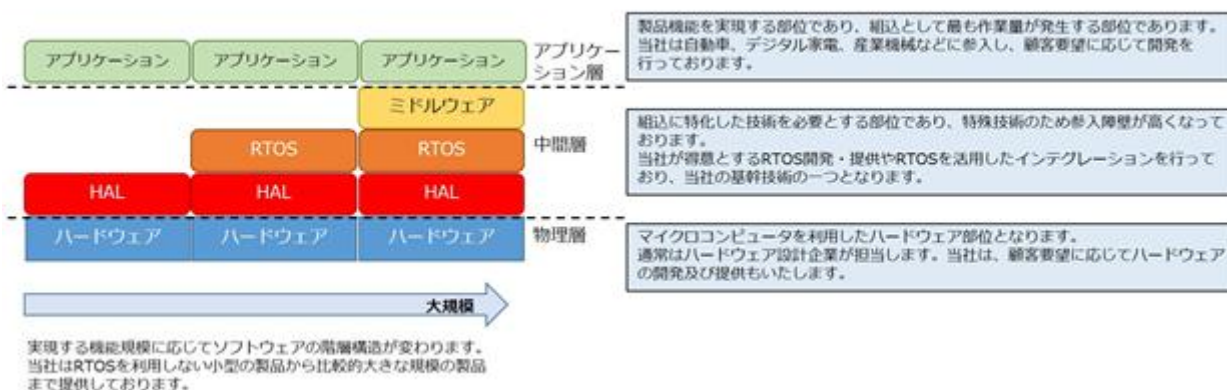 アプリケーション アプリケーション アプリケーション
アプリケー
ション層
ミドルウェア
RTOS RTOS
中間層
HAL HAL HAL
ハードウェア ハードウェア ハードウェア
物理層
大規模
実現する機能規模に応じてソフトウェアの階層構造が変わります。
当社はRTOSを利用しない小型の製品から比較的大きな規模の製品
まで提供しております。
製品機能を実現する部位であり、組込として最も作業量が発生する部位であります。
当社は自動車、デジタル家電、産業機械などに参入し、顧客要望に応じて開発を
行っております。
組込に特化した技術を必要とする部位であり、特殊技術のため参入障壁が高くなって
おります。
当社が得意とするRTOS開発・提供やRTOSを活用したインテグレーションを行って
おり、当社の基幹技術の一つとなります。
マイクロコンピュータを利用したハードウェア部位となります。
通常はハードウェア設計企業が担当します。当社は、顧客要望に応じてハードウェア
の開発及び提供もいたします。